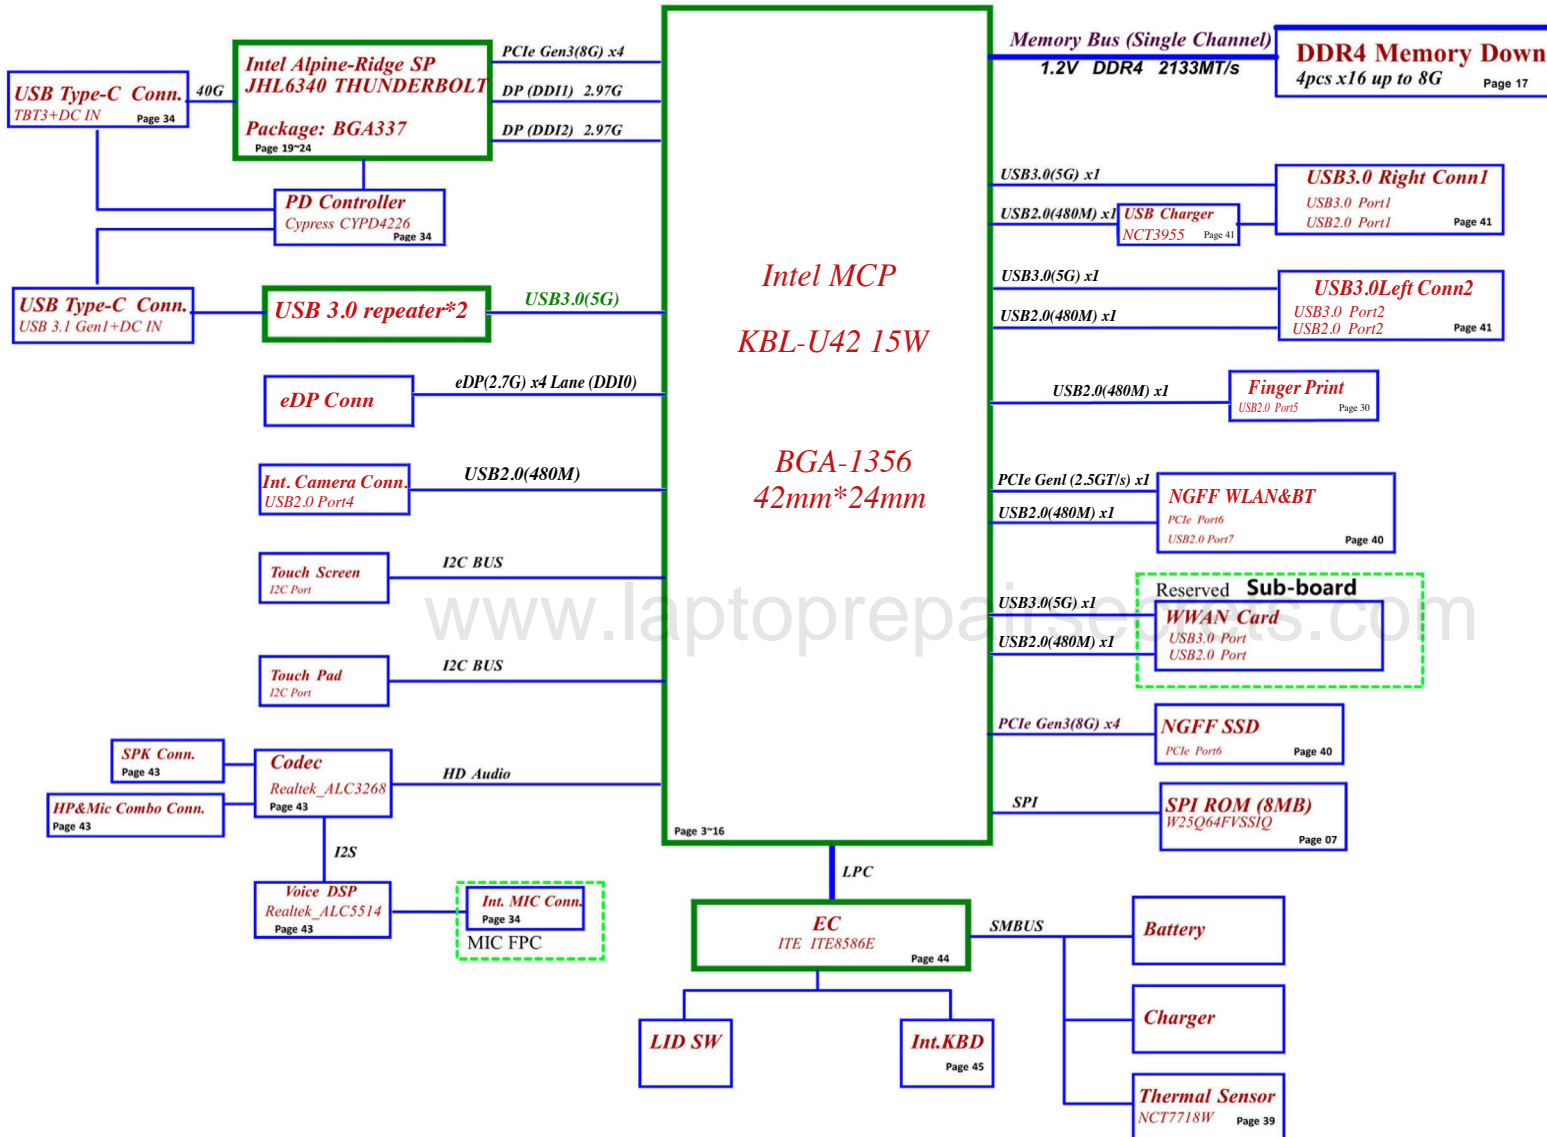 PCIe Gen3(8G) x4
Intel Alpine-Ridge SP
JHL6340 THUNDERBOLT
Package: BGA337
Page 19~24
DP (DDI1) 2.97G
DP (DDI2) 2.97G
USB Type-C Conn.
TBT3+DC IN
Page 34
40G
PD Controller
Cypress CYPD4226
Page 34
USB Type-C Conn.
USB 3.1 Gen1+DC IN
USB 3.0 repeater*2
USB3.0(5G)
eDP Conn
eDP(2.7G) x4 Lane (DDI0)
Int. Camera Conn.
USB2.0 Port4
USB2.0(480M)
Touch Screen
I2C Port
I2C BUS
Touch Pad
I2C Port
I2C BUS
SPK Conn.
Page 43
HP&Mic Combo Conn.
Page 43
Codec
Realtek_ALC3268
Page 43
HD Audio
I2S
Voice DSP
Realtek_ALC5514
Page 43
Int. MIC Conn.
Page 34
MIC FPC
Intel MCP
KBL-U42 15W
BGA-1356
42mm*24mm
Page 3~16
www.laptoprepairsecrets.com
LPC
EC
ITE ITE8586E
Page 44
LID SW
Int.KBD
Page 45
SMBUS
Battery
Charger
Thermal Sensor
NCT7718W
Page 39
Memory Bus (Single Channel)
1.2V DDR4 2133MT/s
DDR4 Memory Down
4pcs x16 up to 8G
Page 17
USB3.0(5G) x1
USB2.0(480M) x1
USB Charger
NCT3955
Page 41
USB3.0 Right Conn1
USB3.0 Port1
USB2.0 Port1
Page 41
USB3.0(5G) x1
USB2.0(480M) x1
USB3.0Left Conn2
USB3.0 Port2
USB2.0 Port2
Page 41
USB2.0(480M) x1
Finger Print
USB2.0 Port5
Page 30
PCIe Genl (2.5GT/s) x1
USB2.0(480M) x1
NGFF WLAN&BT
PCIe Port6
USB2.0 Port7
Page 40
Reserved Sub-board
USB3.0(5G) x1
USB2.0(480M) x1
WWAN Card
USB3.0 Port
USB2.0 Port
PCIe Gen3(8G) x4
NGFF SSD
PCIe Port6
Page 40
SPI
SPI ROM (8MB)
W25Q64FVSSIQ
Page 07